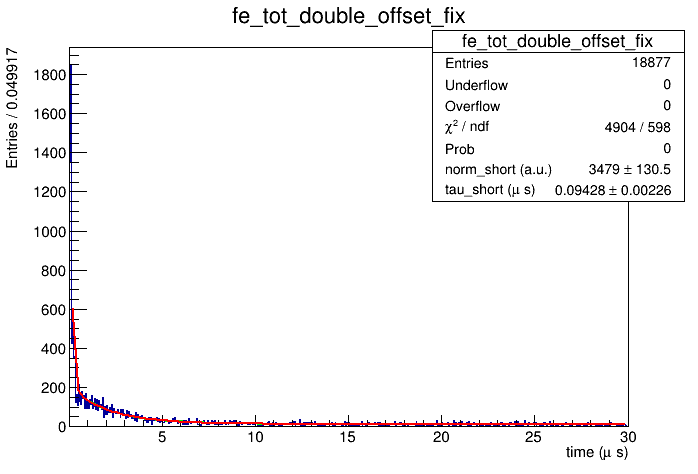 fe_tot_double_offset_fix
fe_tot_double_offset_fix
Entries 18877
Underflow 0
Overflow 0
χ² / ndf 4904 / 598
Prob 0
norm_short (a.u.) 3479 ± 130.5
tau_short (μ s) 0.09428 ± 0.00226
Entries / 0.049917
1800
1600
1400
1200
1000
800
600
400
200
0
5 10 15 20 25 30
time (μ s)